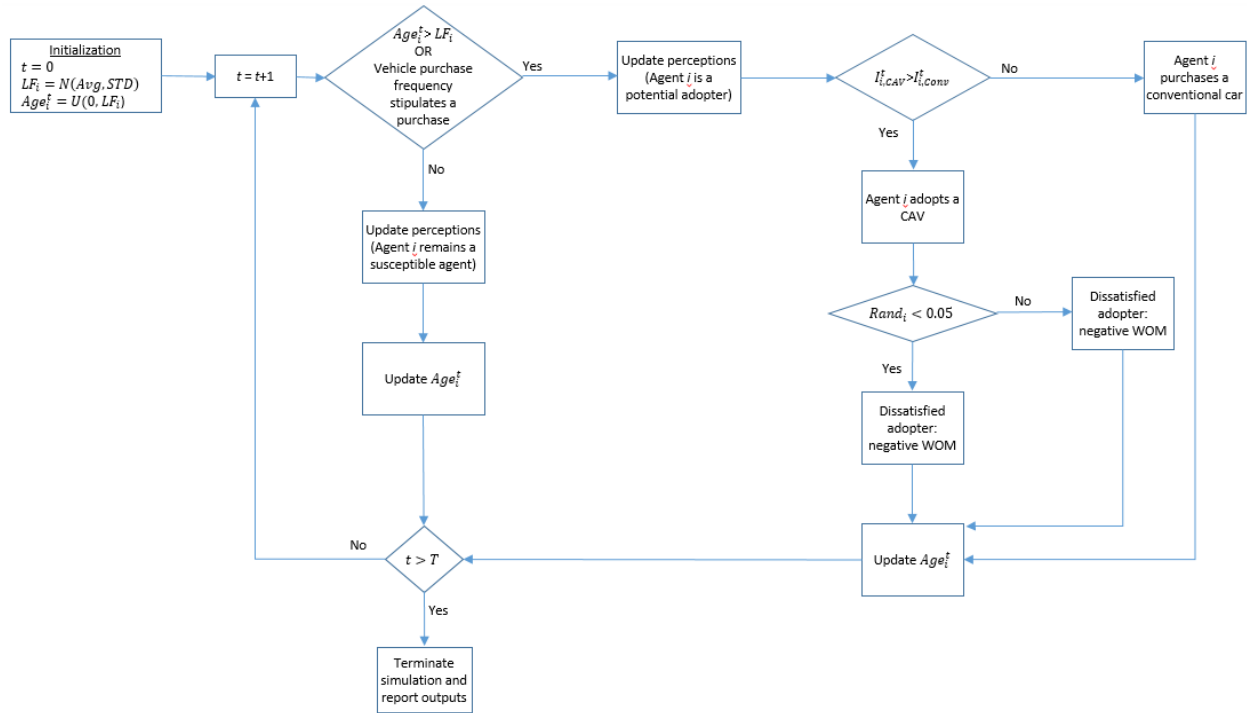 Initialization
t = 0
LF_i = N(Avg, STD)
Age_i^t = U(0, LF_i)
t = t+1
Age_i^t > LF_i
OR
Vehicle purchase
frequency
stipulates a
purchase
Yes
Update perceptions
(Agent i is a
potential adopter)
I_{i,CAV}^t > I_{i,Conv}^t
No
Agent i
purchases a
conventional car
Yes
Agent i adopts a
CAV
No
Update perceptions
(Agent i remains a
susceptible agent)
Rand_i < 0.05
No
Dissatisfied
adopter:
negative WOM
Yes
Dissatisfied
adopter:
negative WOM
Update Age_i^t
Update Age_i^t
t > T
No
Yes
Terminate
simulation and
report outputs